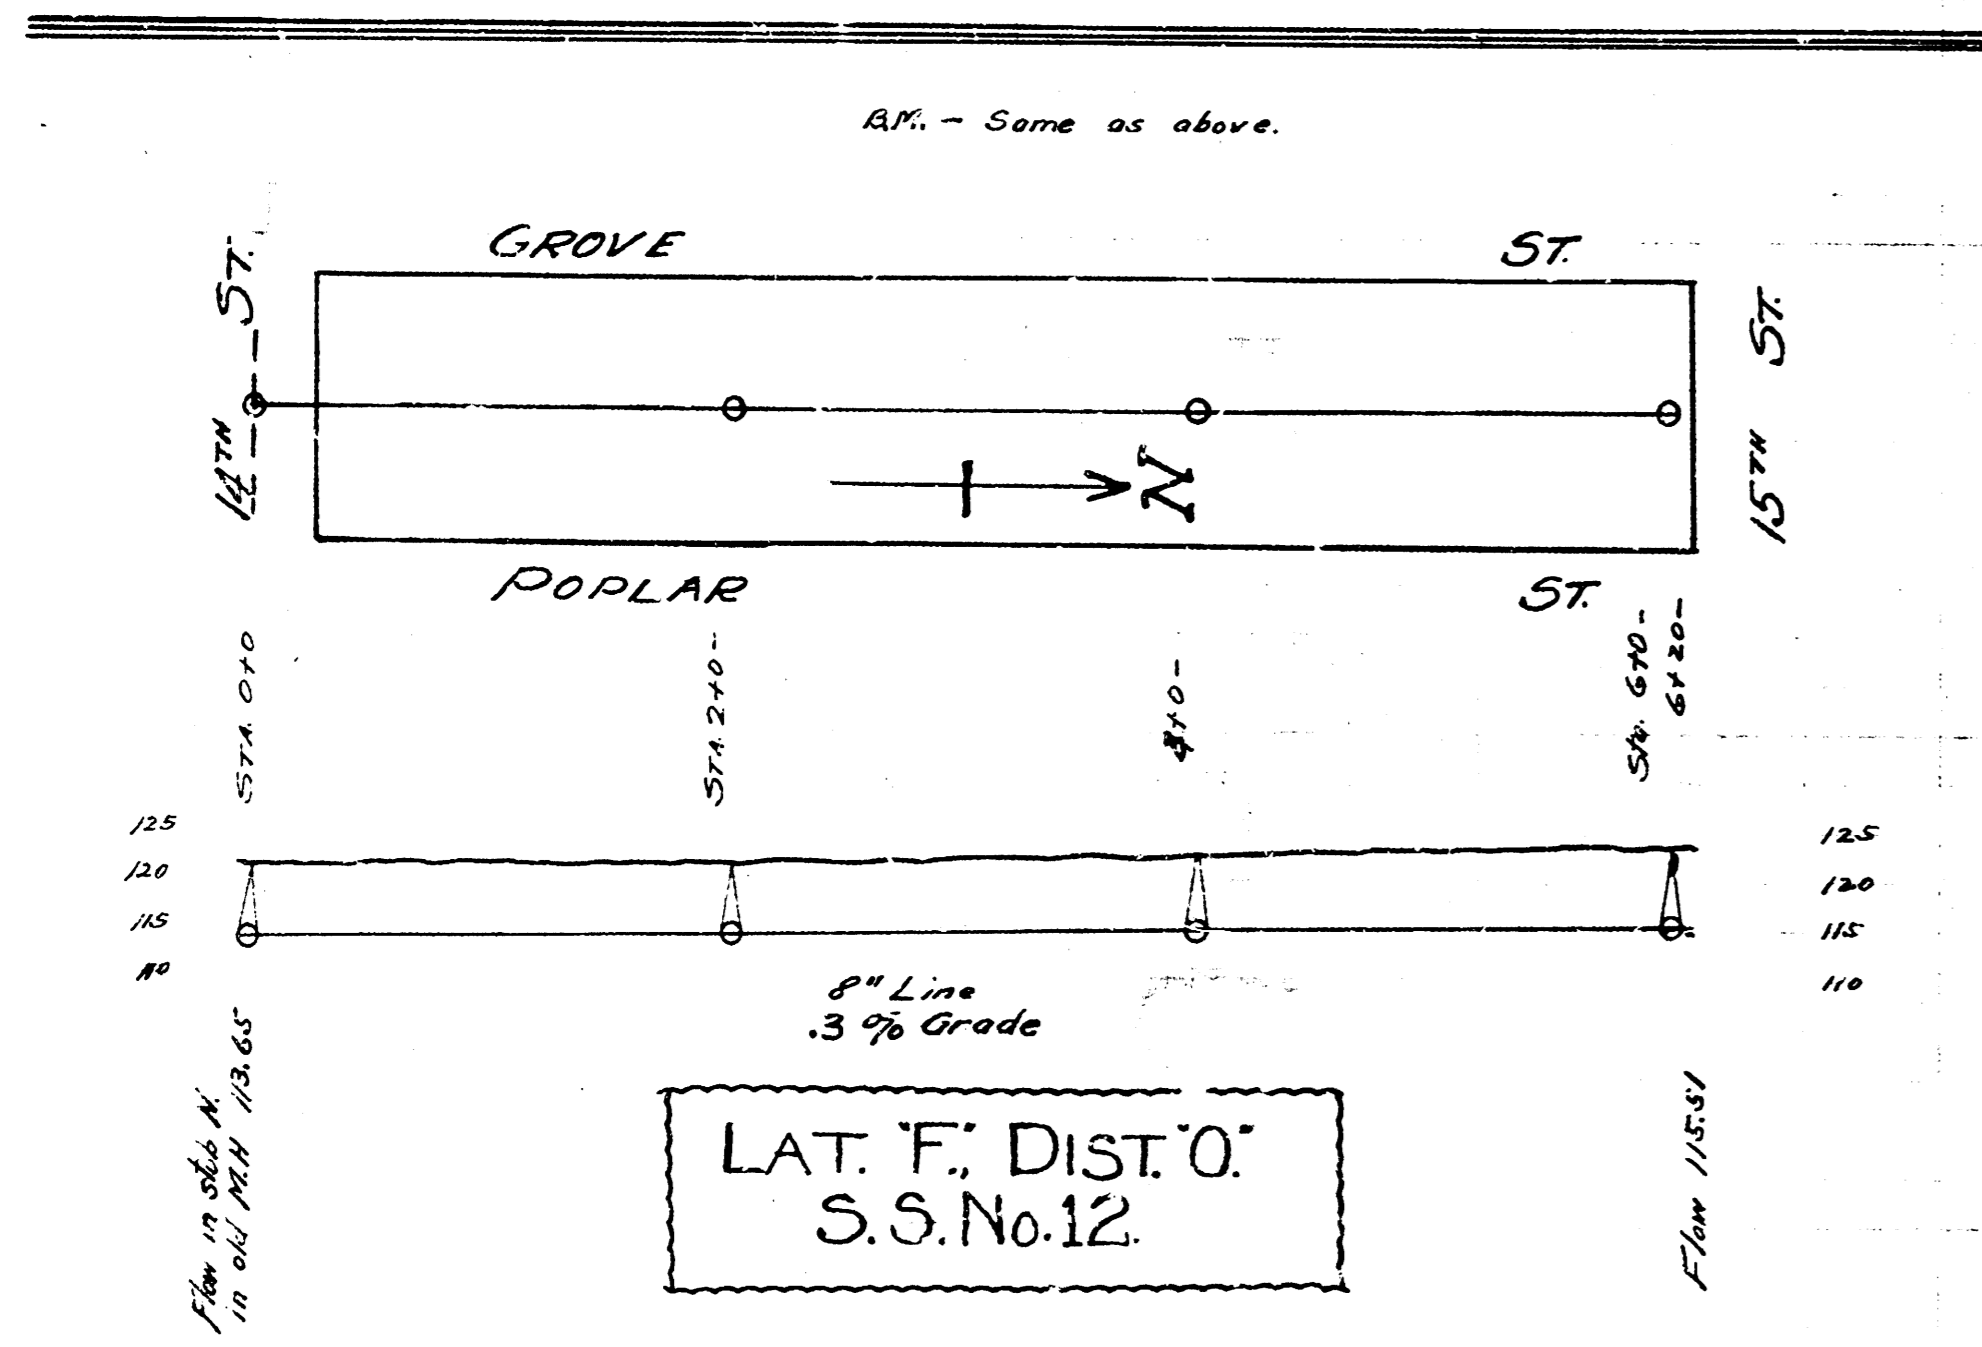 B.M. - Same as above.
GROVE ST.
14TH ST.
15TH ST.
N
POPLAR ST.
STA. 0+0
STA. 2+0-
4+0-
Sta. 6+0-
6+20-
125
120
115
110
125
120
115
110
8" Line
.3 % Grade
Flow in stub N.
in old M.H 113.65
Flow 115.51
LAT. "F.", DIST. "O."
S.S. No. 12.